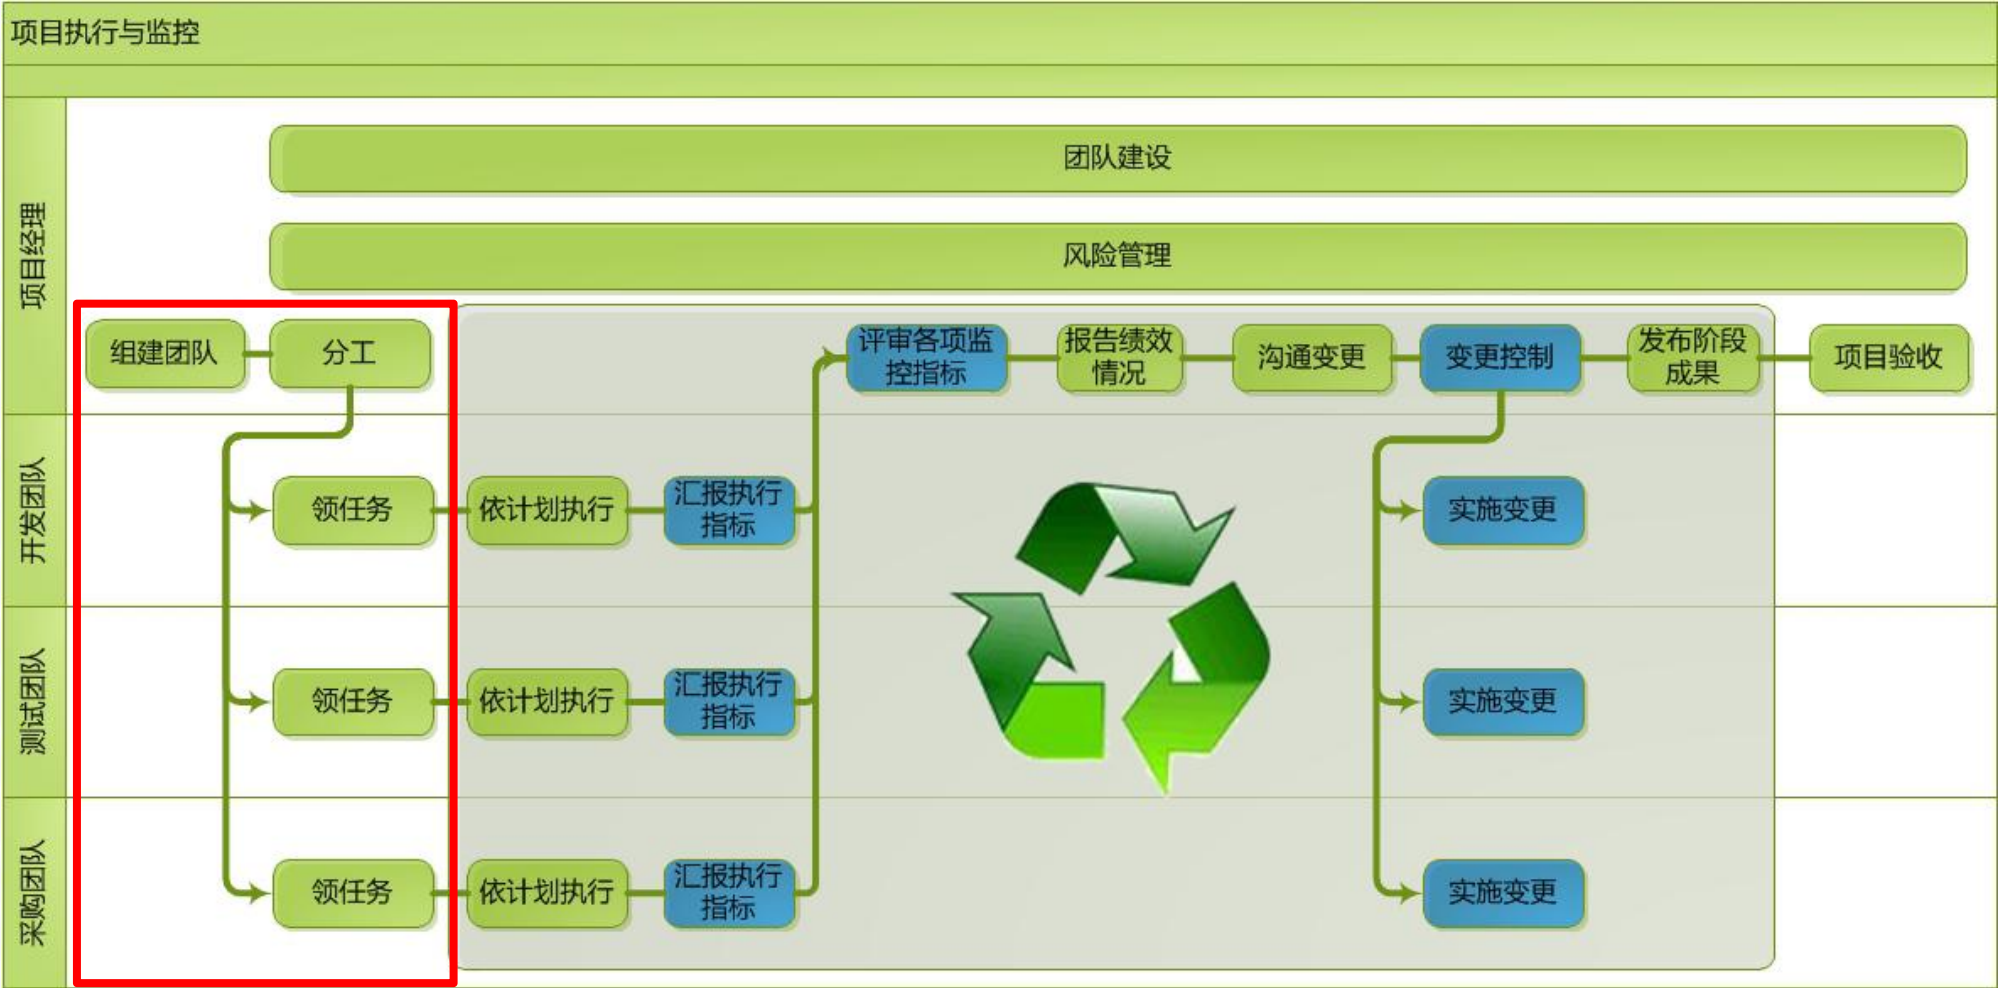 项目执行与监控
项目经理
团队建设
风险管理
组建团队
分工
评审各项监
控指标
报告绩效
情况
沟通变更
变更控制
发布阶段
成果
项目验收
开发团队
领任务
依计划执行
汇报执行
指标
实施变更
测试团队
领任务
依计划执行
汇报执行
指标
实施变更
采购团队
领任务
依计划执行
汇报执行
指标
实施变更